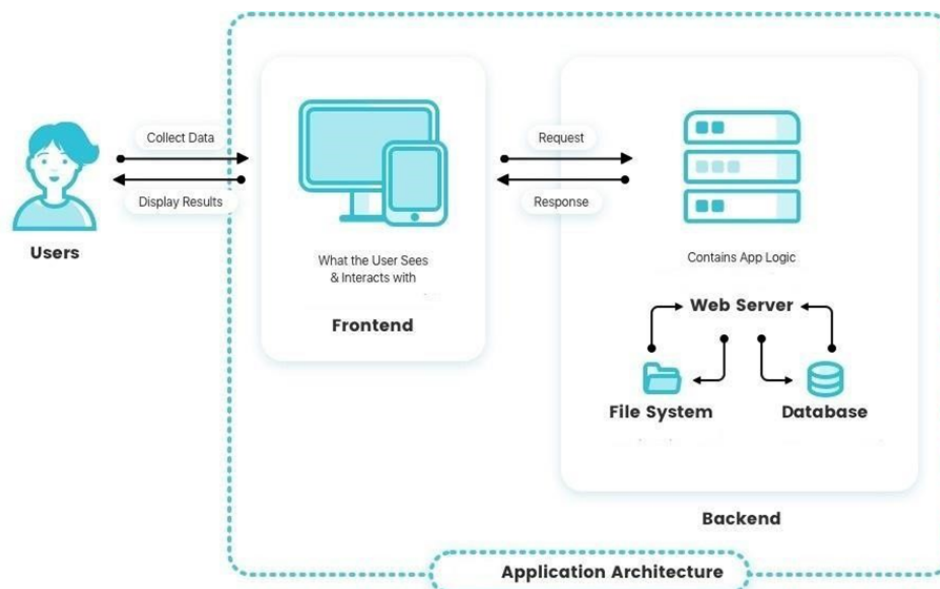 Collect Data
Display Results
Users
What the User Sees
& Interacts with
Frontend
Request
Response
Contains App Logic
Web Server
File System
Database
Backend
Application Architecture